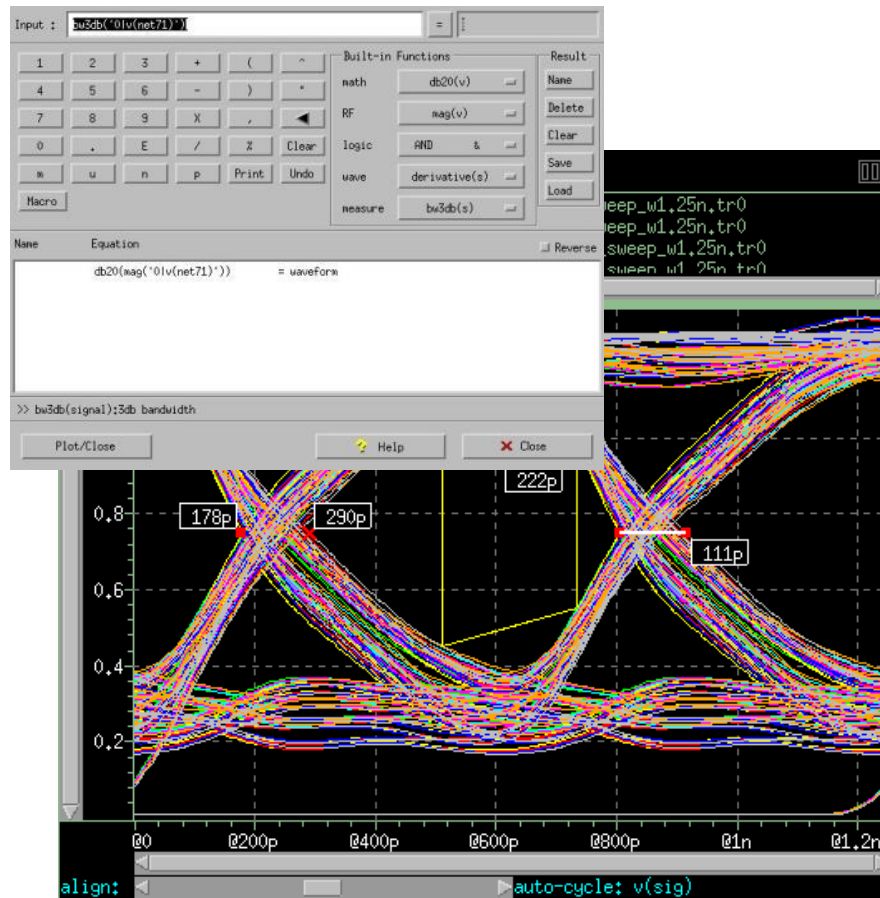 Input : bw3db('0|v(net71)') =
Built-in Functions Result
1 2 3 + ( ^ math db20(v) Name
4 5 6 - ) * Delete
7 8 9 X , RF mag(v) Clear
0 . E / % Clear logic AND & Save
m u n p Print Undo wave derivative(s) Load
Macro measure bw3db(s)
Name Equation Reverse
db20(mag('0|v(net71)')) = waveform
>> bw3db(signal):3db bandwidth
Plot/Close Help Close
eep_w1.25n.tr0
eep_w1.25n.tr0
sweep_w1.25n.tr0
sweep_w1.25n.tr0
222p
0.8 178p 290p
111p
0.6
0.4
0.2
@0 @200p @400p @600p @800p @1n @1.2n
align: auto-cycle: v(sig)